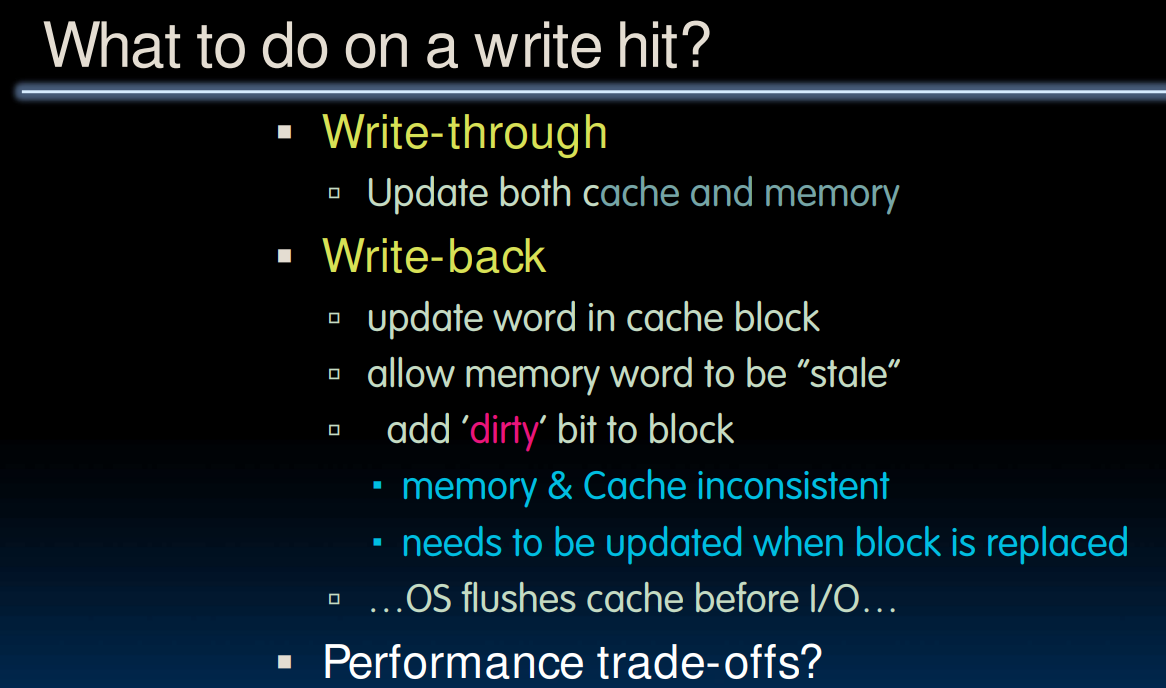 What to do on a write hit?
Write-through
Update both cache and memory
Write-back
update word in cache block
allow memory word to be “stale”
add ‘dirty’ bit to block
memory & Cache inconsistent
needs to be updated when block is replaced
…OS flushes cache before I/O…
Performance trade-offs?